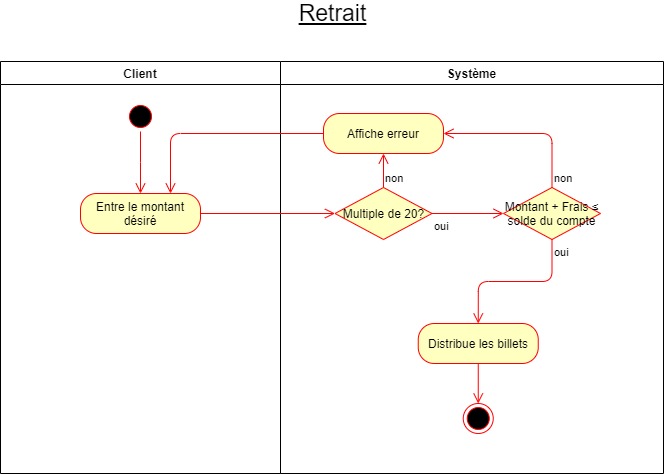 Retrait
Client
Système
Affiche erreur
non
non
Entre le montant
désiré
Multiple de 20?
oui
Montant + Frais ≤
solde du compte
oui
Distribue les billets